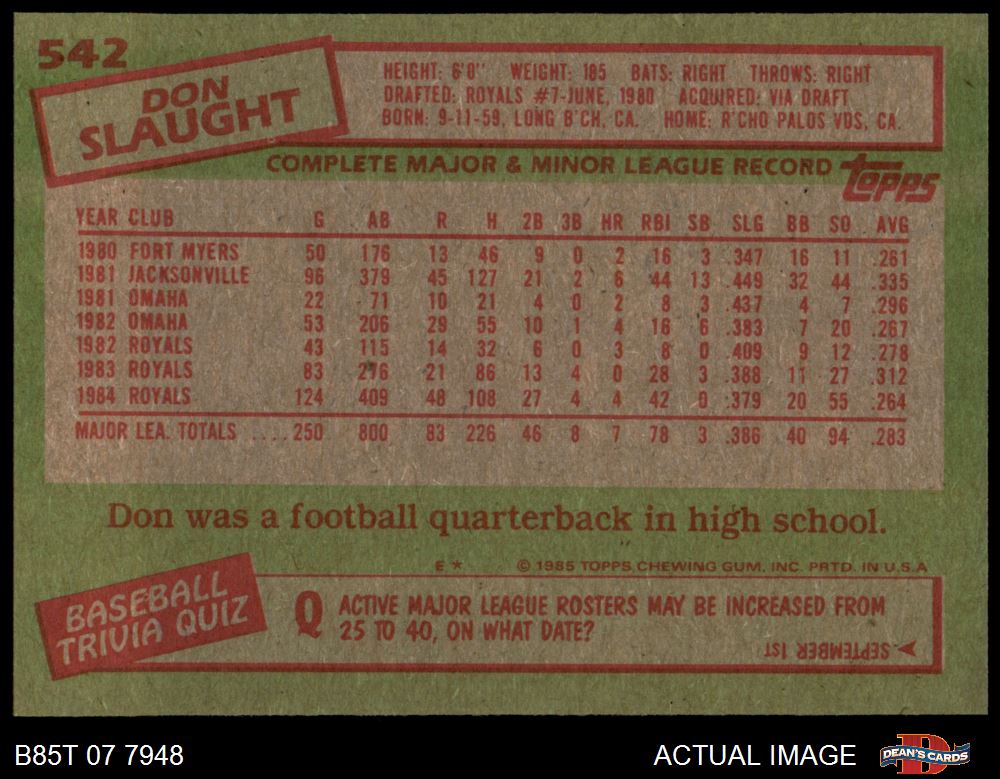 542
DON
SLAUGHT
HEIGHT: 6'0" WEIGHT: 185 BATS: RIGHT THROWS: RIGHT
DRAFTED: ROYALS #7-JUNE, 1980 ACQUIRED: VIA DRAFT
BORN: 9-11-59, LONG B'CH, CA. HOME: R'CHO PALOS VDS, CA.
COMPLETE MAJOR & MINOR LEAGUE RECORD
topps
YEAR CLUB G AB R H 2B 3B HR RBI SB SLG BB SO AVG
1980 FORT MYERS 50 176 13 46 9 0 2 16 3 .347 16 11 .261
1981 JACKSONVILLE 96 379 45 127 21 2 6 44 13 .449 32 44 .335
1981 OMAHA 22 71 10 21 4 0 2 8 3 .437 4 7 .296
1982 OMAHA 53 206 29 55 10 1 4 16 6 .383 7 20 .267
1982 ROYALS 43 115 14 32 6 0 3 8 0 .409 9 12 .278
1983 ROYALS 83 276 21 86 13 4 0 28 3 .388 11 27 .312
1984 ROYALS 124 409 48 108 27 4 4 42 0 .379 20 55 .264
MAJOR LEA. TOTALS ....250 800 83 226 46 8 7 78 3 .386 40 94 .283
Don was a football quarterback in high school.
E * © 1985 TOPPS CHEWING GUM, INC. PRTD. IN U.S.A
BASEBALL
TRIVIA QUIZ
Q ACTIVE MAJOR LEAGUE ROSTERS MAY BE INCREASED FROM
25 TO 40, ON WHAT DATE?
SEPTEMBER 1ST
B85T 07 7948
ACTUAL IMAGE
D
DEAN'S CARDS